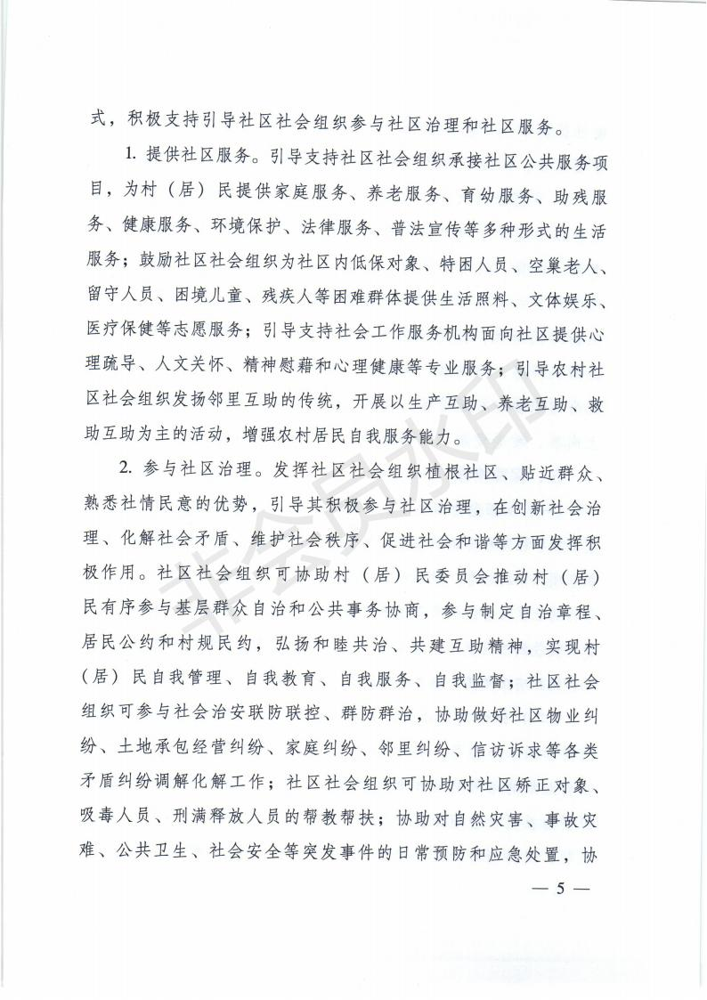 式，积极支持引导社区社会组织参与社区治理和社区服务。
1. 提供社区服务。引导支持社区社会组织承接社区公共服务项
目，为村（居）民提供家庭服务、养老服务、育幼服务、助残服
务、健康服务、环境保护、法律服务、普法宣传等多种形式的生活
服务；鼓励社区社会组织为社区内低保对象、特困人员、空巢老人、
留守人员、困境儿童、残疾人等困难群体提供生活照料、文体娱乐、
医疗保健等志愿服务；引导支持社会工作服务机构面向社区提供心
理疏导、人文关怀、精神慰藉和心理健康等专业服务；引导农村社
区社会组织发扬邻里互助的传统，开展以生产互助、养老互助、救
助互助为主的活动，增强农村居民自我服务能力。
2. 参与社区治理。发挥社区社会组织植根社区、贴近群众、
熟悉社情民意的优势，引导其积极参与社区治理，在创新社会治
理、化解社会矛盾、维护社会秩序、促进社会和谐等方面发挥积
极作用。社区社会组织可协助村（居）民委员会推动村（居）
民有序参与基层群众自治和公共事务协商，参与制定自治章程、
居民公约和村规民约，弘扬和睦共治、共建互助精神，实现村
（居）民自我管理、自我教育、自我服务、自我监督；社区社会
组织可参与社会治安联防联控、群防群治，协助做好社区物业纠
纷、土地承包经营纠纷、家庭纠纷、邻里纠纷、信访诉求等各类
矛盾纠纷调解化解工作；社区社会组织可协助对社区矫正对象、
吸毒人员、刑满释放人员的帮教帮扶；协助对自然灾害、事故灾
难、公共卫生、社会安全等突发事件的日常预防和应急处置，协
— 5 —
非会员水印